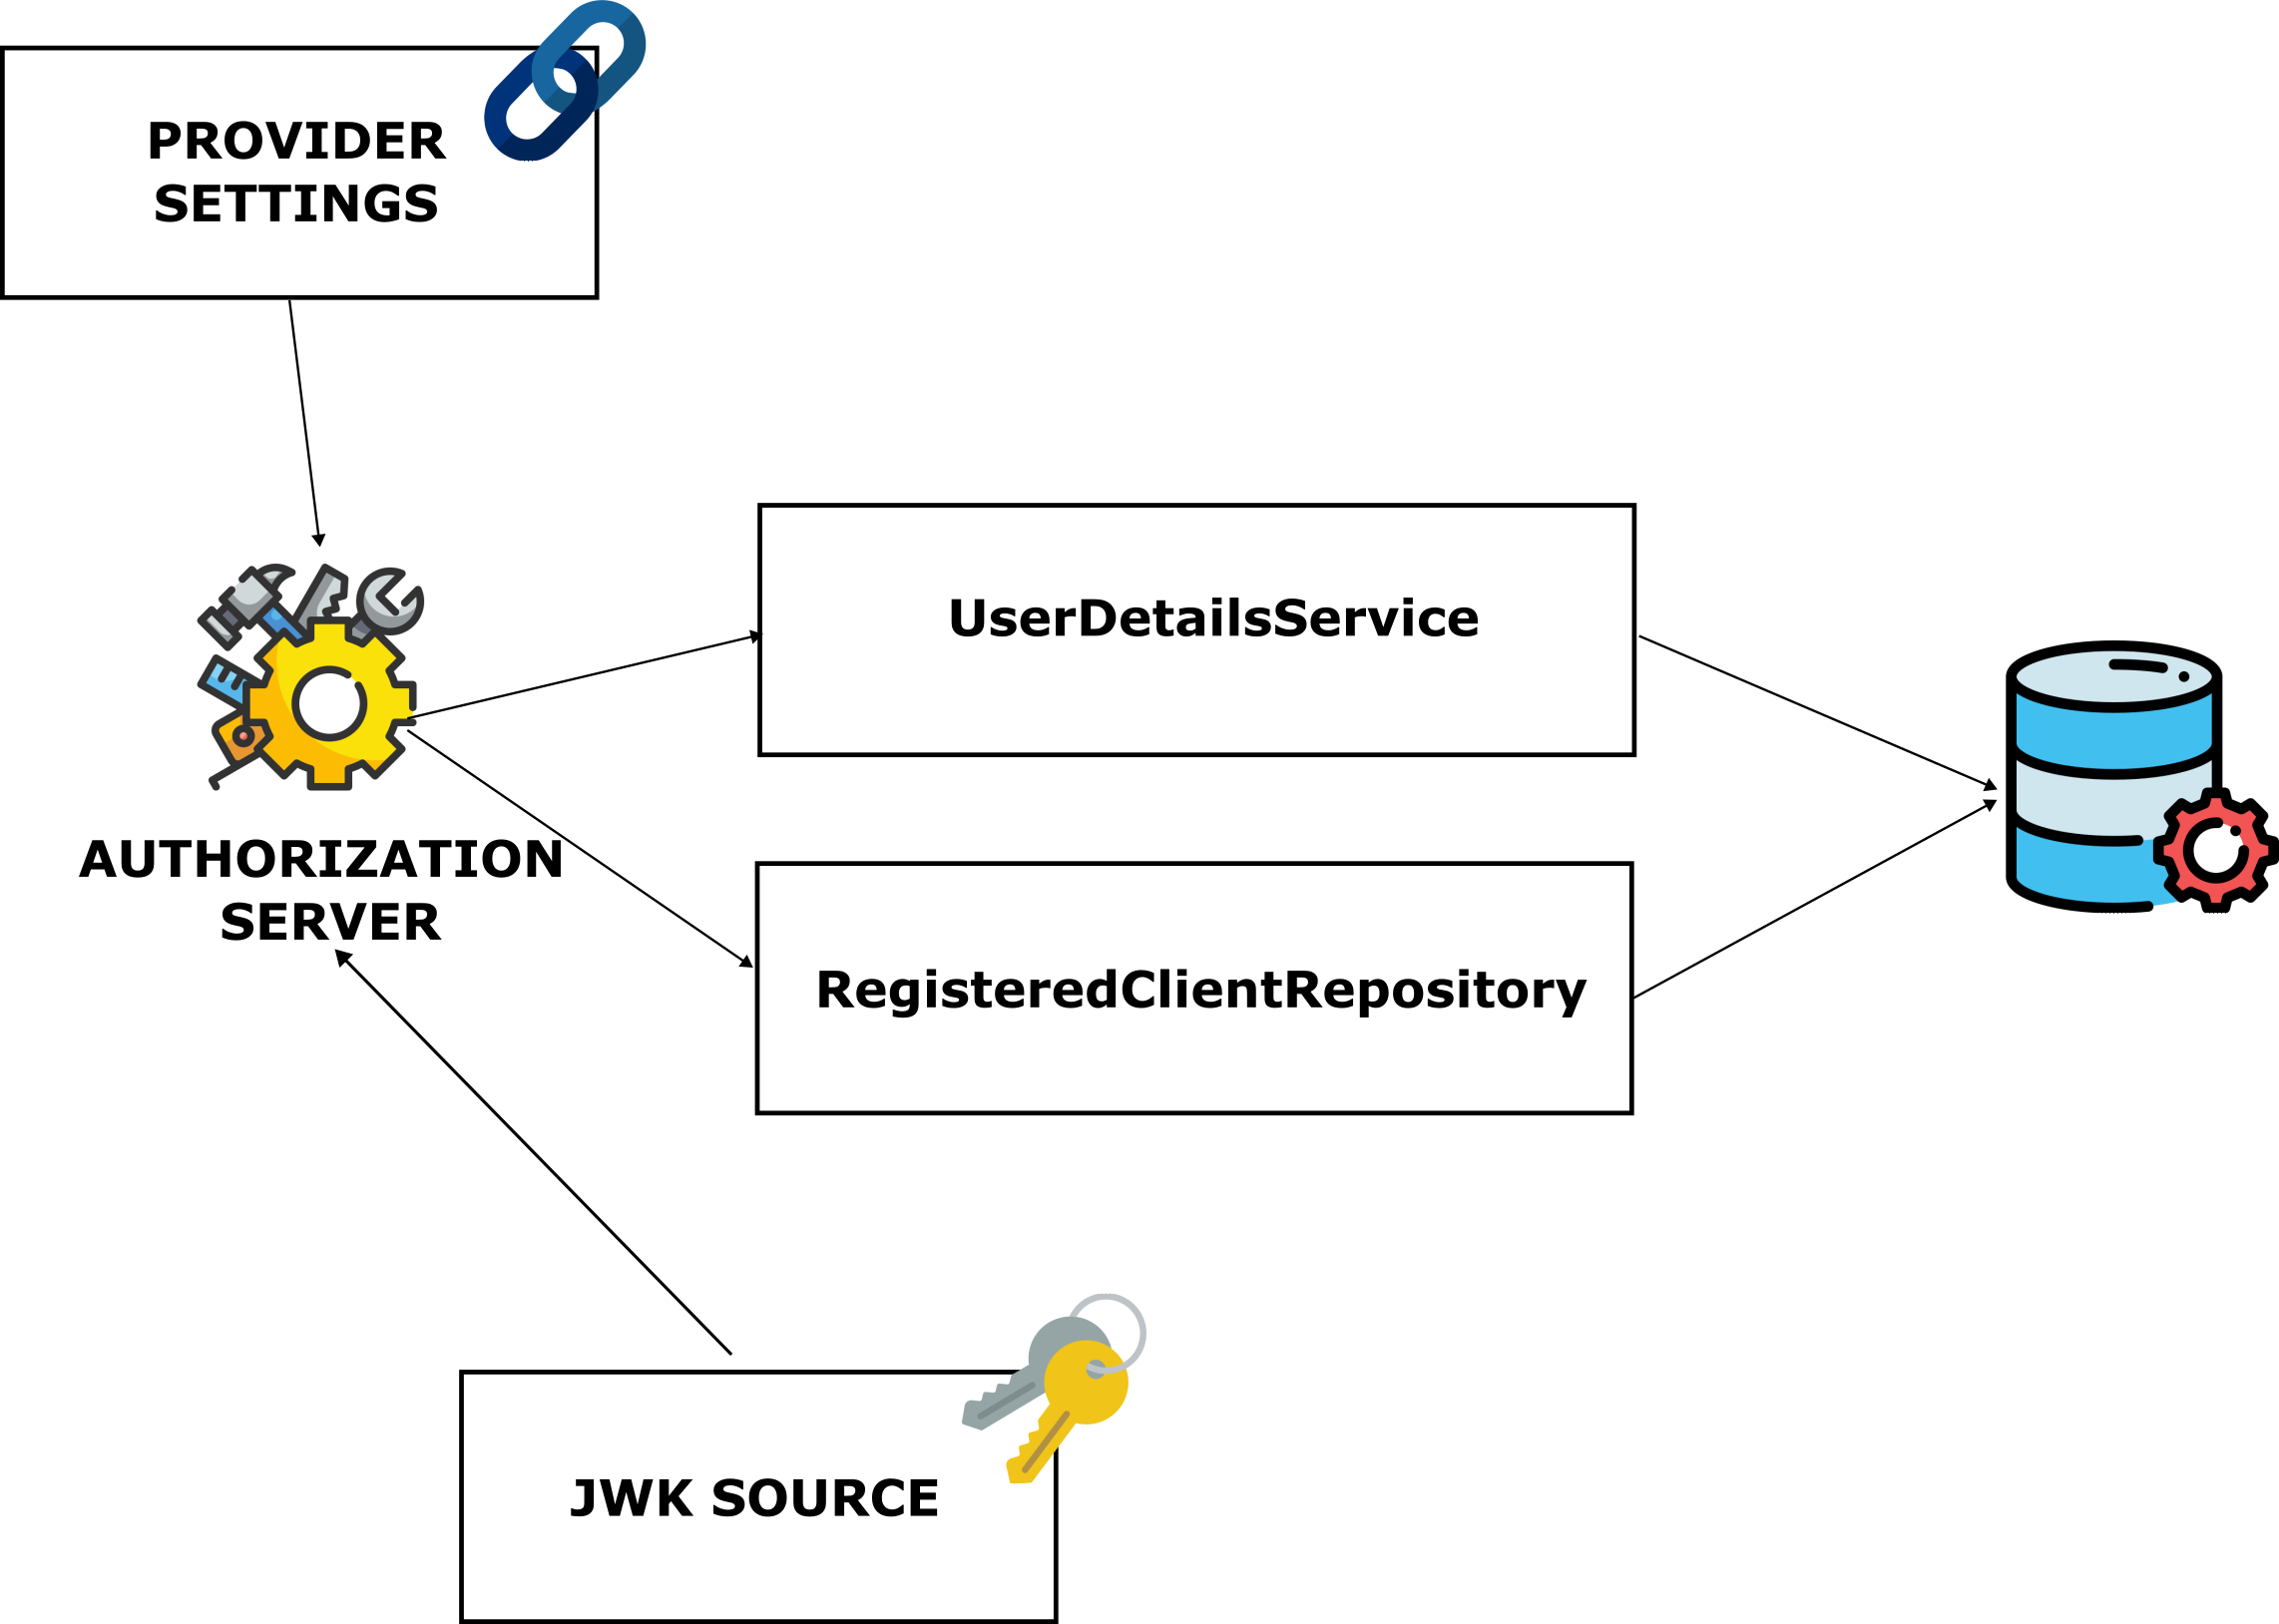 PROVIDER
SETTINGS
UserDetailsService
AUTHORIZATION
SERVER
RegisteredClientRepository
JWK SOURCE